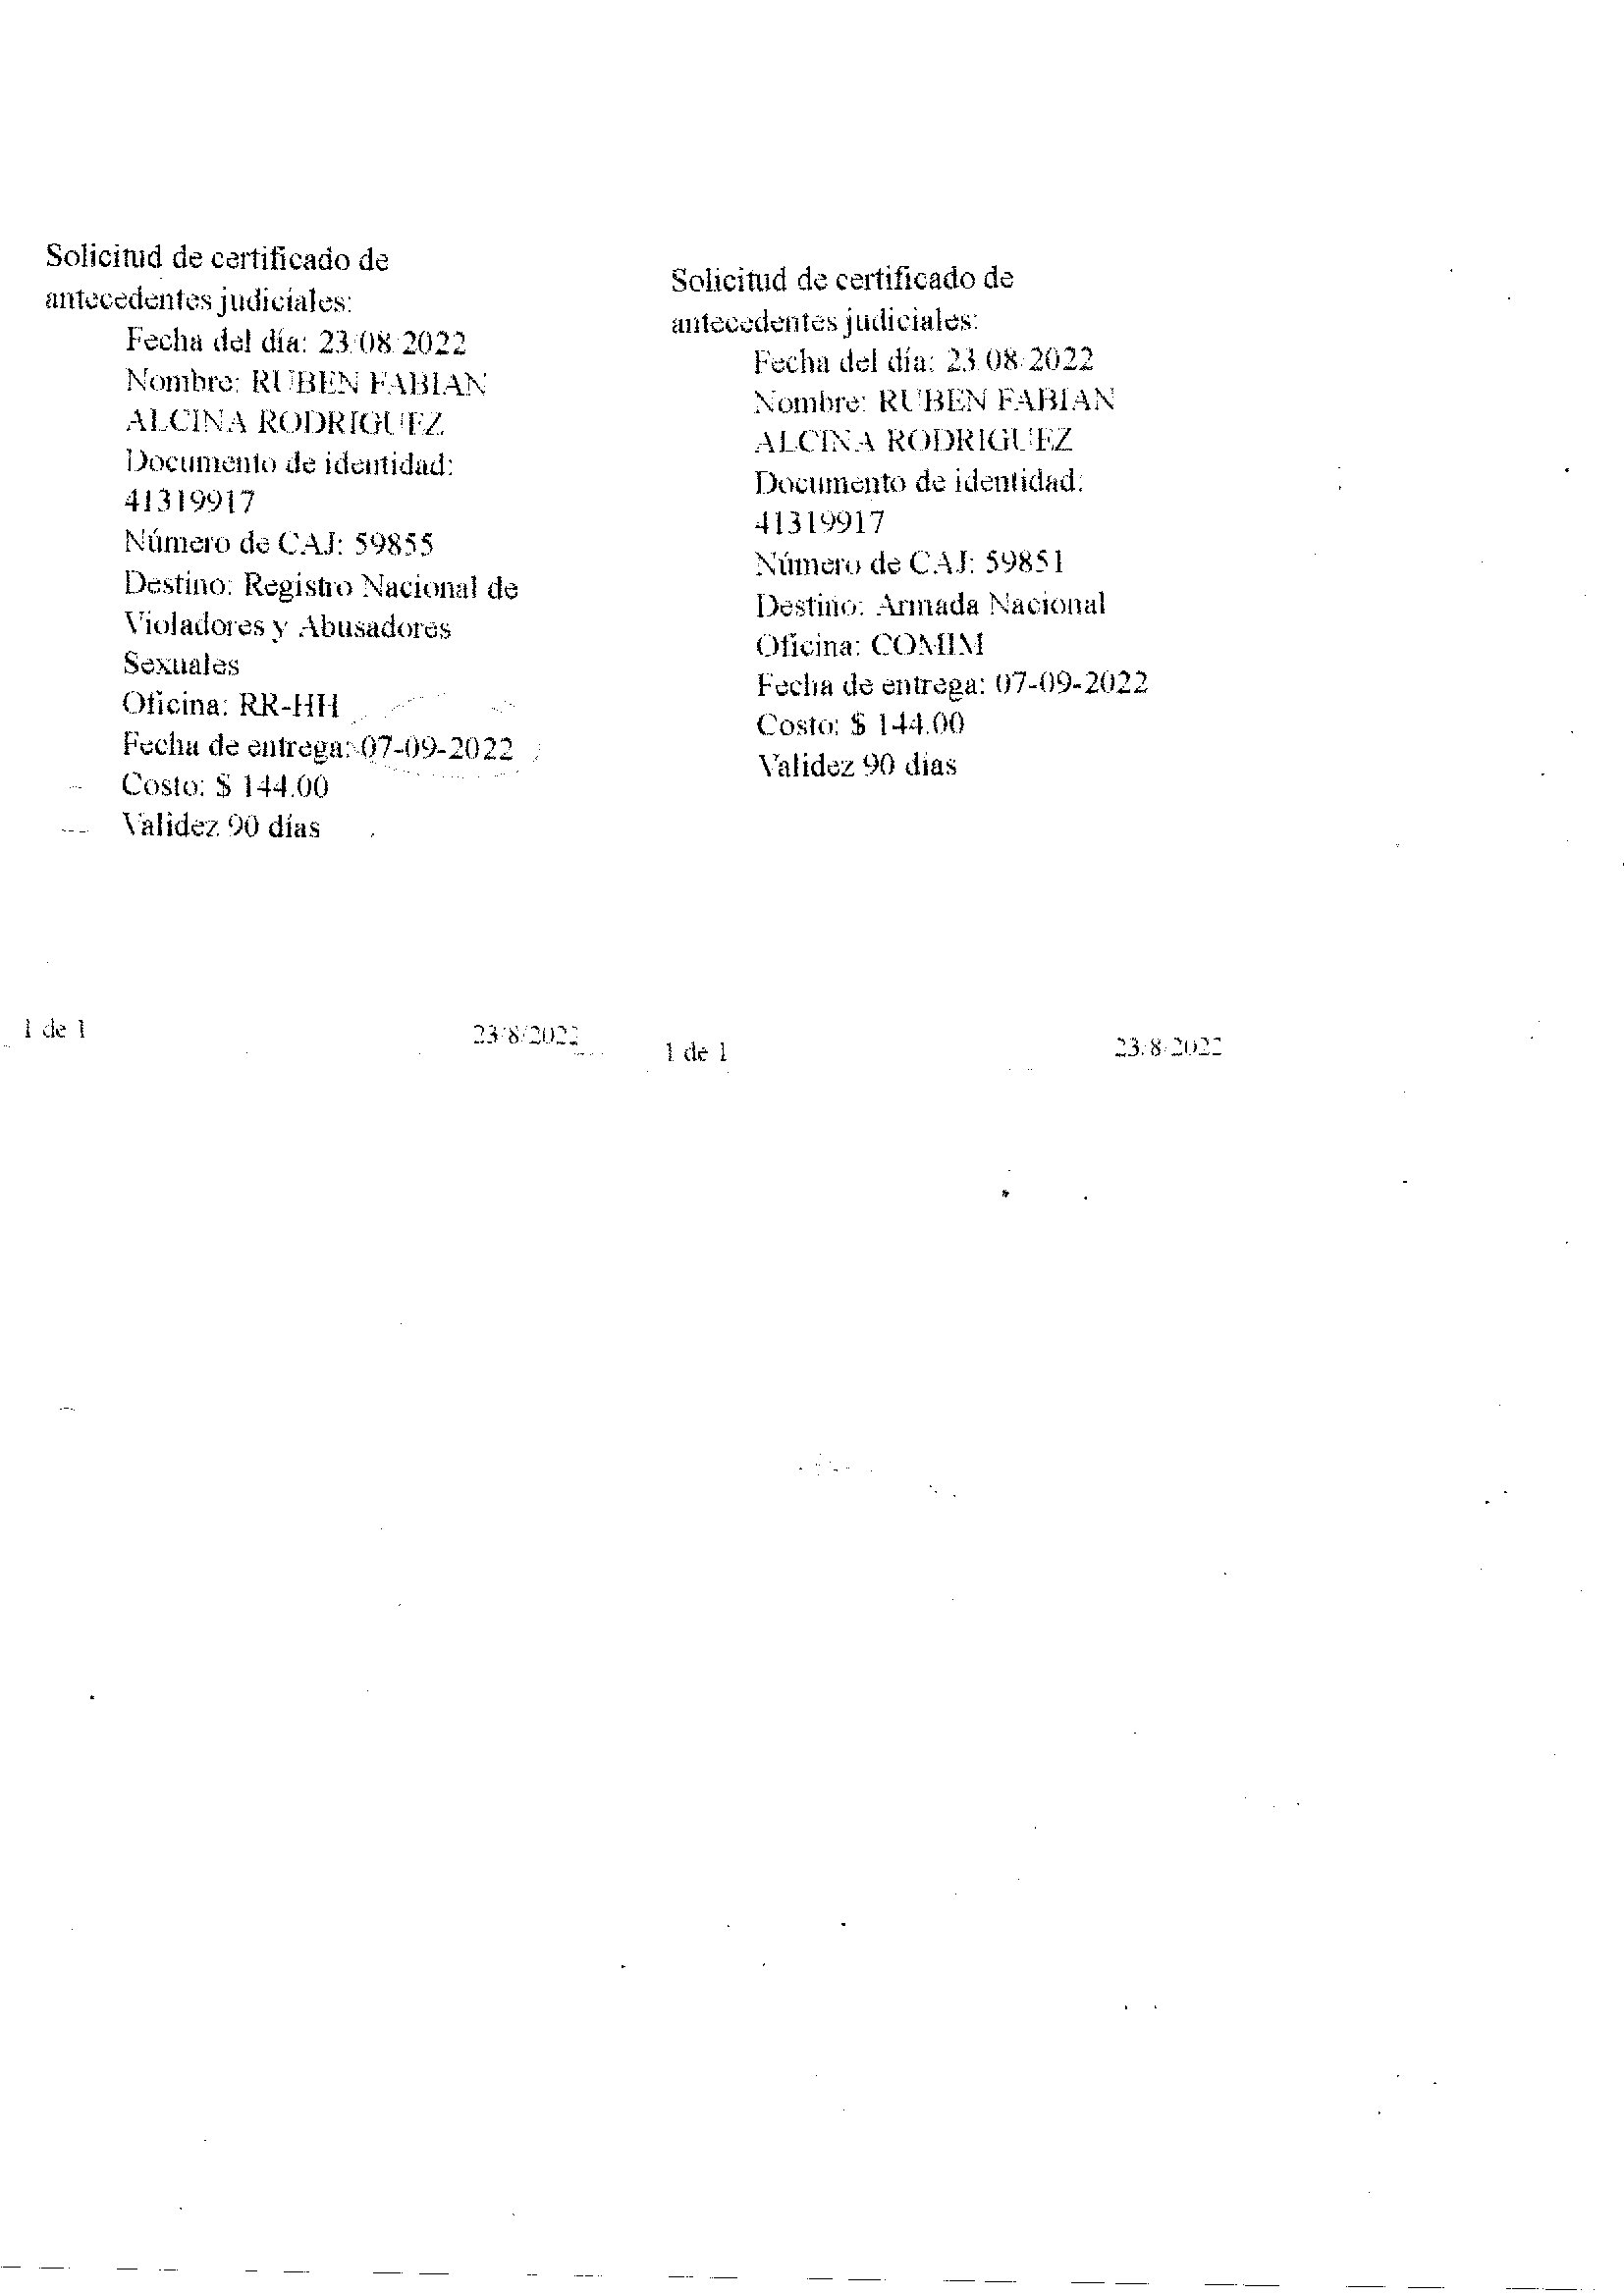 Solicitud de certificado de
antecedentes judiciales:
Fecha del día: 23/08/2022
Nombre: RUBEN FABIAN
ALCINA RODRIGUEZ
Documento de identidad:
41319917
Número de CAJ: 59855
Destino: Registro Nacional de
Violadores y Abusadores
Sexuales
Oficina: RR-HH
Fecha de entrega: 07-09-2022
Costo: $ 144.00
Validez 90 días
1 de 1
23/8/2022
Solicitud de certificado de
antecedentes judiciales:
Fecha del día: 23/08/2022
Nombre: RUBEN FABIAN
ALCINA RODRIGUEZ
Documento de identidad:
41319917
Número de CAJ: 59851
Destino: Armada Nacional
Oficina: COMIM
Fecha de entrega: 07-09-2022
Costo: $ 144.00
Validez 90 días
1 de 1
23/8/2022